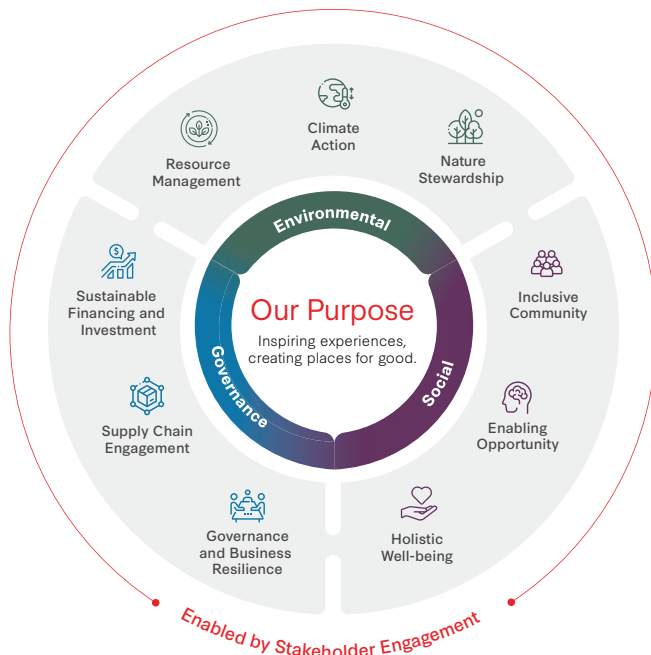 Climate
Action
Resource
Management
Nature
Stewardship
Environmental
Sustainable
Financing and
Investment
Inclusive
Community
Our Purpose
Inspiring experiences,
creating places for good.
Governance
Social
Supply Chain
Engagement
Enabling
Opportunity
Governance
and Business
Resilience
Holistic
Well-being
Enabled by Stakeholder Engagement
$